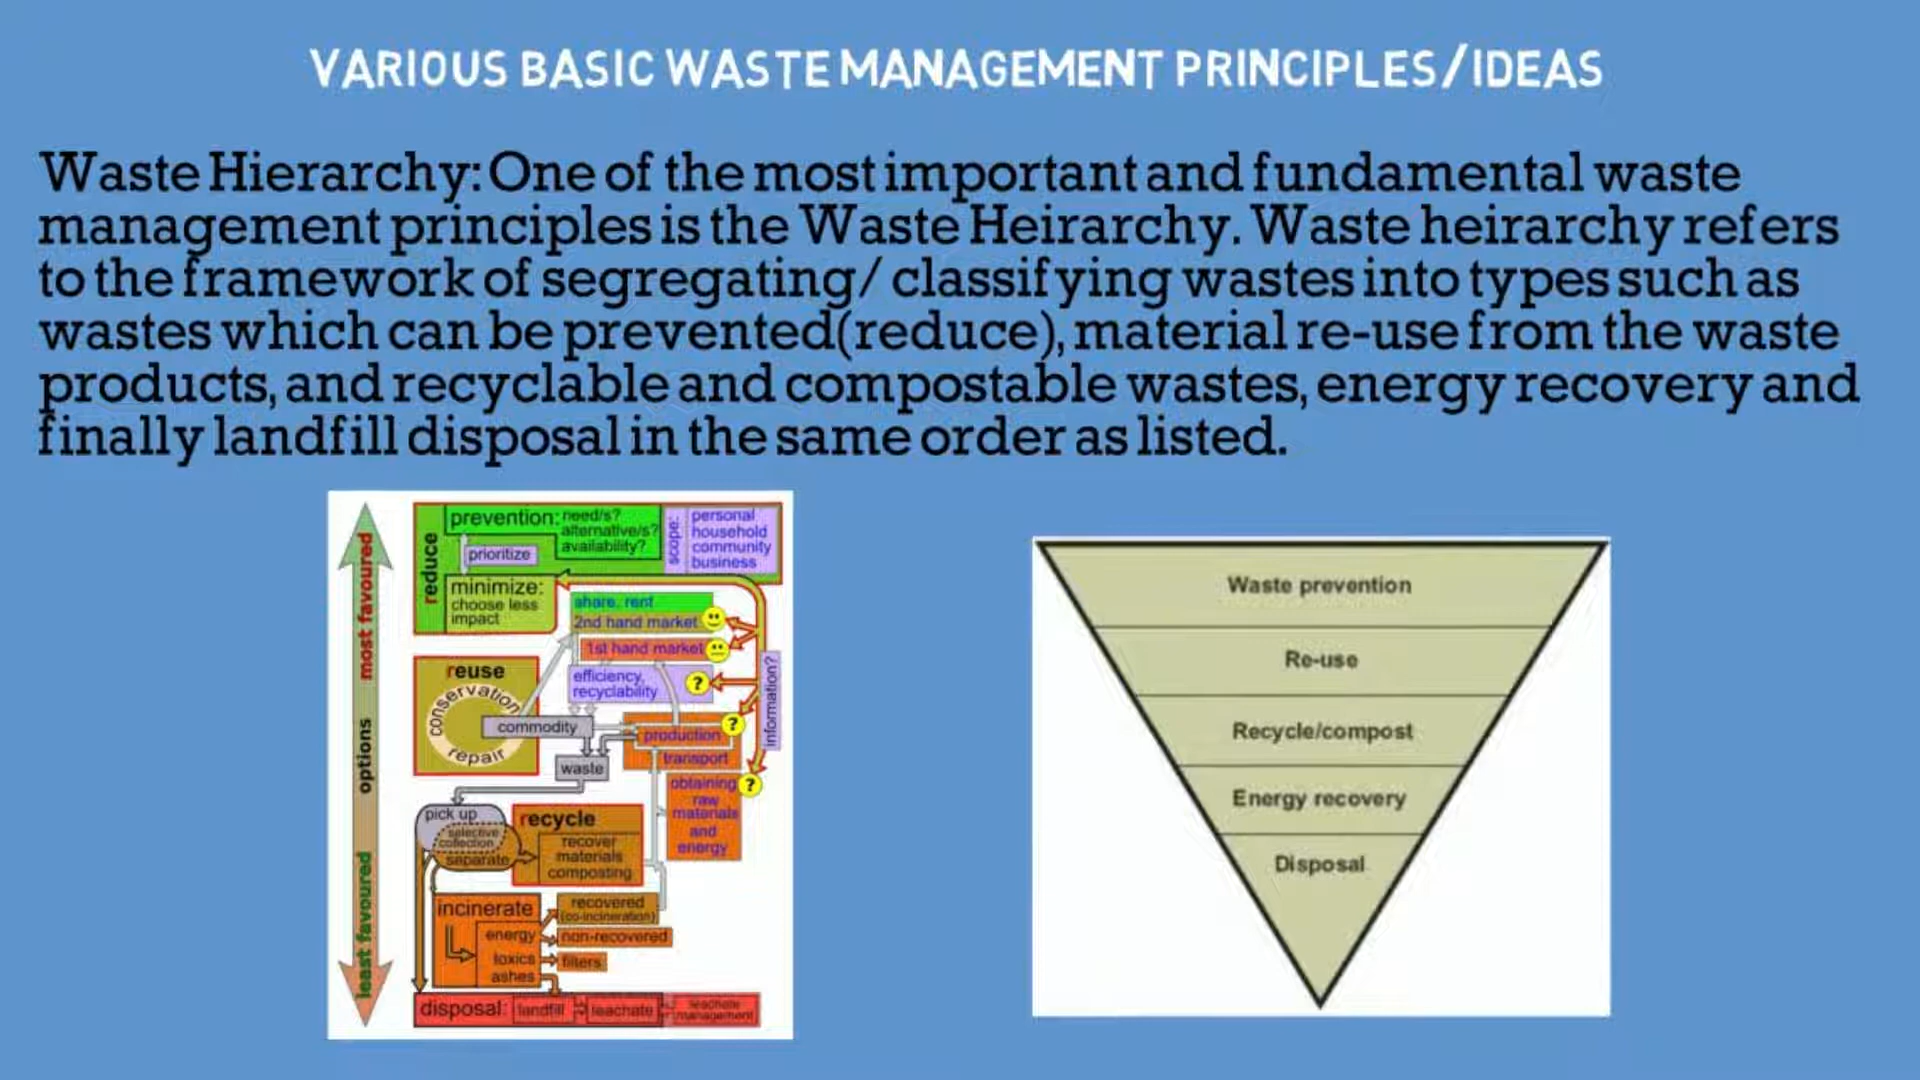 VARIOUS BASIC WASTE MANAGEMENT PRINCIPLES/IDEAS
Waste Hierarchy: One of the most important and fundamental waste
management principles is the Waste Heirarchy. Waste heirarchy refers
to the framework of segregating/ classifying wastes into types such as
wastes which can be prevented(reduce), material re-use from the waste
products, and recyclable and compostable wastes, energy recovery and
finally landfill disposal in the same order as listed.
most favoured
options
least favoured
reduce
prevention: need/s?
alternative/s?
availability?
prioritize
scope:
personal
household
community
business
minimize:
choose less
impact
share, rent
2nd hand market
1st hand market
efficiency,
recyclability
?
information?
reuse
conservation
repair
commodity
production
?
transport
waste
obtaining
raw
materials
and
energy
?
pick up
selective
collection
separate
recycle
recover
materials
composting
incinerate
energy
toxics
ashes
recovered
(co-incineration)
non-recovered
filters
disposal:
landfill
leachate
leachate
management
Waste prevention
Re-use
Recycle/compost
Energy recovery
Disposal